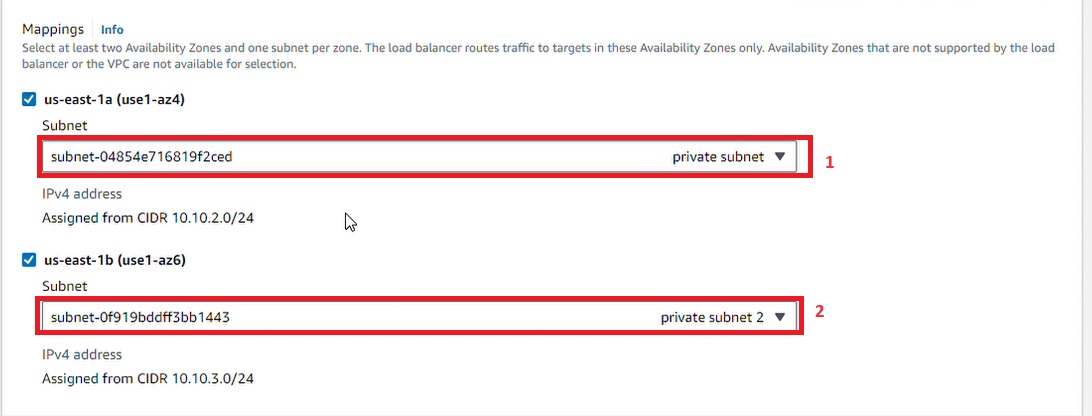 Mappings Info
Select at least two Availability Zones and one subnet per zone. The load balancer routes traffic to targets in these Availability Zones only. Availability Zones that are not supported by the load
balancer or the VPC are not available for selection.
us-east-1a (use1-az4)
Subnet
subnet-04854e716819f2ced private subnet 1
IPv4 address
Assigned from CIDR 10.10.2.0/24
us-east-1b (use1-az6)
Subnet
subnet-0f919bddff3bb1443 private subnet 2 2
IPv4 address
Assigned from CIDR 10.10.3.0/24